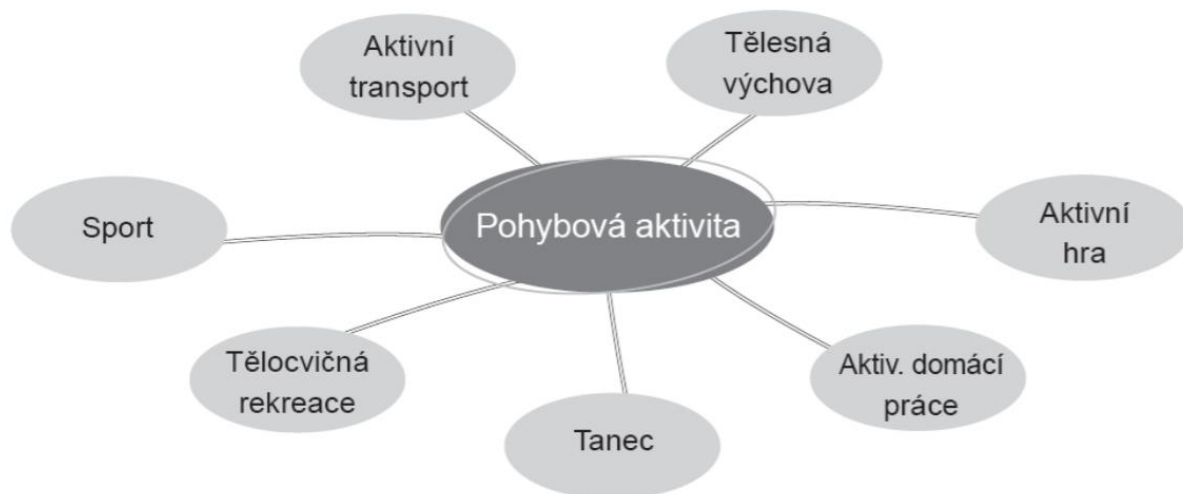 Aktivní
transport
Tělesná
výchova
Sport
Pohybová aktivita
Aktivní
hra
Tělocvičná
rekreace
Aktiv. domácí
práce
Tanec